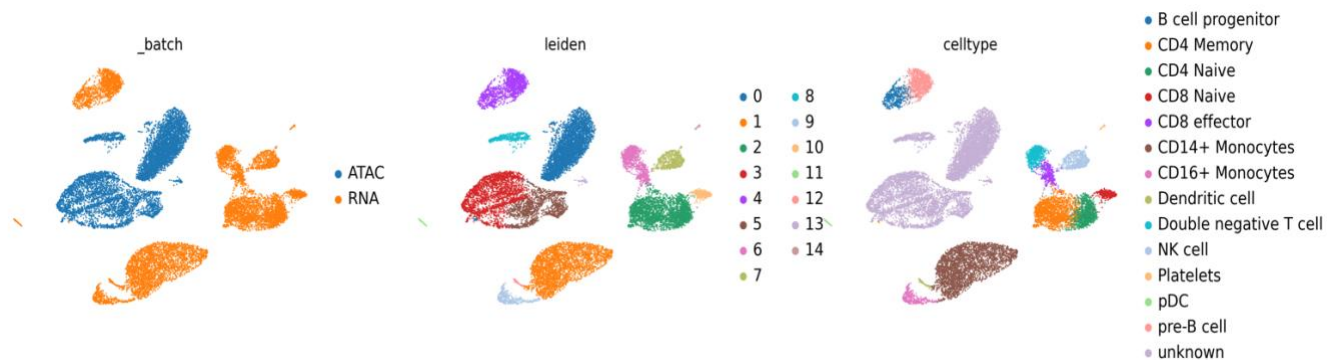 _batch
ATAC
RNA
leiden
0
1
2
3
4
5
6
7
8
9
10
11
12
13
14
celltype
B cell progenitor
CD4 Memory
CD4 Naive
CD8 Naive
CD8 effector
CD14+ Monocytes
CD16+ Monocytes
Dendritic cell
Double negative T cell
NK cell
Platelets
pDC
pre-B cell
unknown